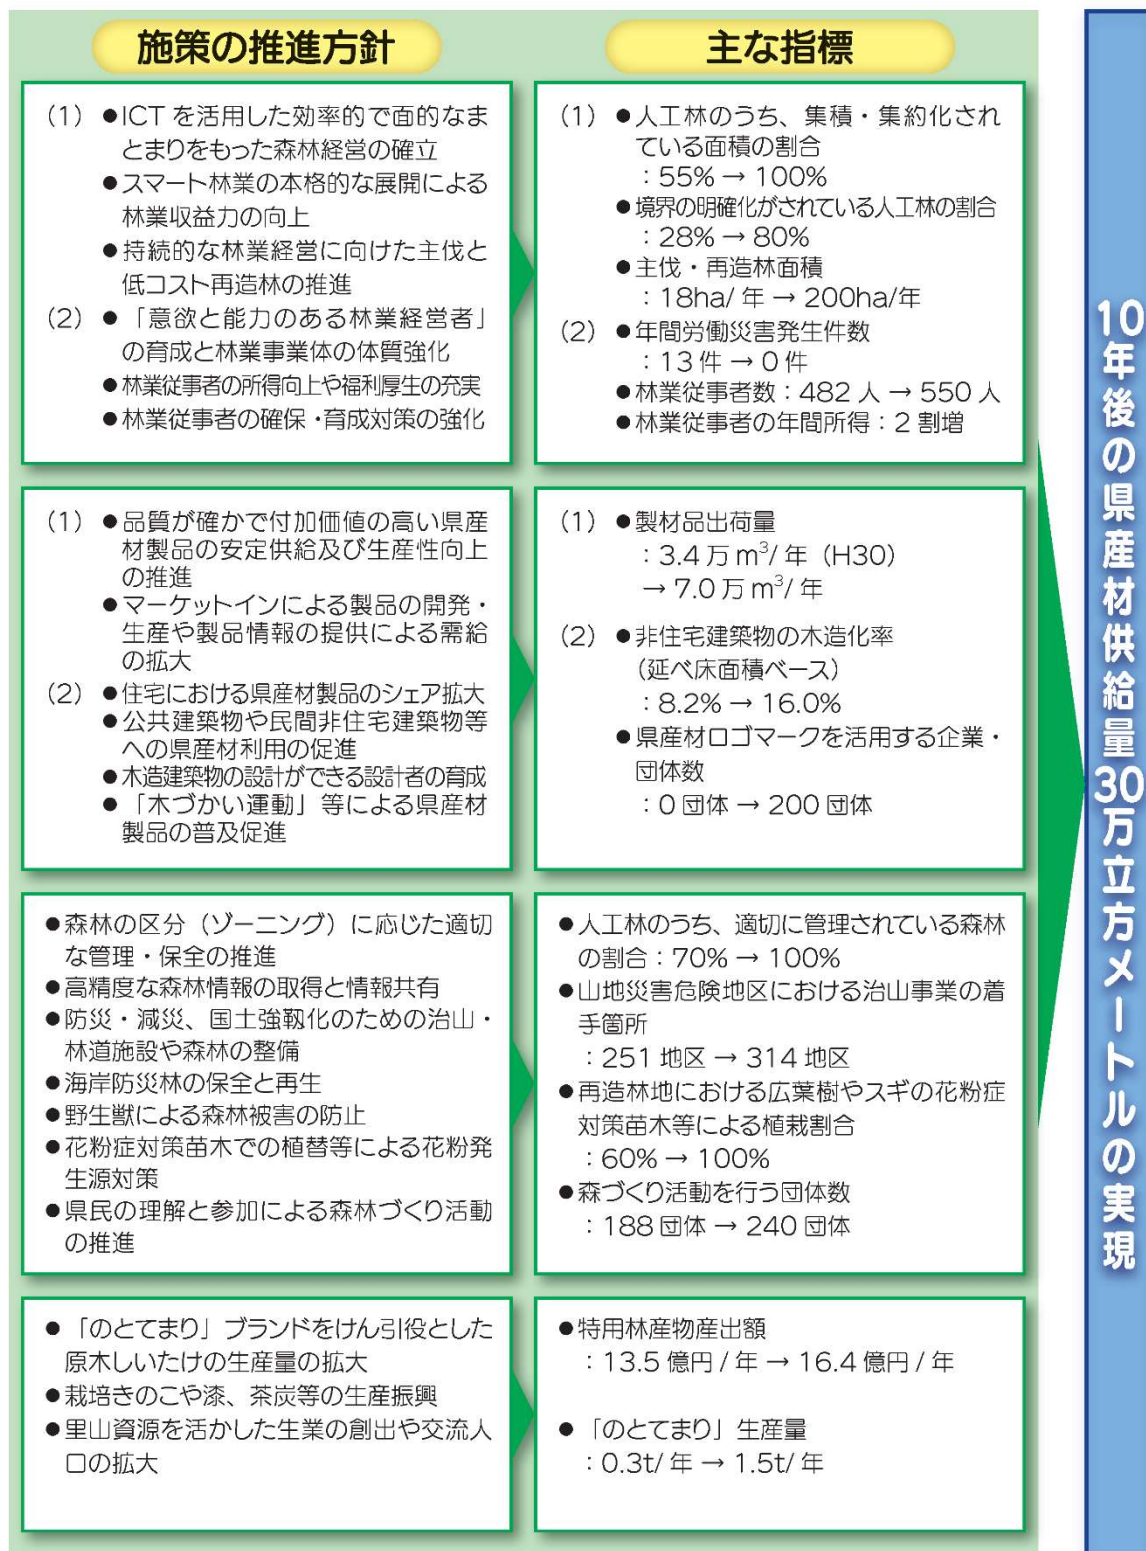 施策の推進方針
(1) ●ICT を活用した効率的で面的なま
とまりをもった森林経営の確立
●スマート林業の本格的な展開による
林業収益力の向上
●持続的な林業経営に向けた主伐と
低コスト再造林の推進
(2) ●「意欲と能力のある林業経営者」
の育成と林業事業体の体質強化
●林業従事者の所得向上や福利厚生の充実
●林業従事者の確保・育成対策の強化
主な指標
(1) ●人工林のうち、集積・集約化され
ている面積の割合
:55% → 100%
●境界の明確化がされている人工林の割合
:28% → 80%
●主伐・再造林面積
:18ha/ 年 → 200ha/年
(2) ●年間労働災害発生件数
:13 件 → 0 件
●林業従事者数:482 人 → 550 人
●林業従事者の年間所得:2 割増
(1) ●品質が確かで付加価値の高い県産
材製品の安定供給及び生産性向上
の推進
●マーケットインによる製品の開発・
生産や製品情報の提供による需給
の拡大
(2) ●住宅における県産材製品のシェア拡大
●公共建築物や民間非住宅建築物等
への県産材利用の促進
●木造建築物の設計ができる設計者の育成
●「木づかい運動」等による県産材
製品の普及促進
(1) ●製材品出荷量
:3.4 万 m³/ 年(H30)
→ 7.0 万 m³/ 年
(2) ●非住宅建築物の木造化率
(延べ床面積ベース)
:8.2% → 16.0%
●県産材ロゴマークを活用する企業・
団体数
:0 団体 → 200 団体
●森林の区分(ゾーニング)に応じた適切
な管理・保全の推進
●高精度な森林情報の取得と情報共有
●防災・減災、国土強靱化のための治山・
林道施設や森林の整備
●海岸防災林の保全と再生
●野生獣による森林被害の防止
●花粉症対策苗木での植替等による花粉発
生源対策
●県民の理解と参加による森林づくり活動
の推進
●人工林のうち、適切に管理されている森林
の割合:70% → 100%
●山地災害危険地区における治山事業の着
手箇所
:251 地区 → 314 地区
●再造林地における広葉樹やスギの花粉症
対策苗木等による植栽割合
:60% → 100%
●森づくり活動を行う団体数
:188 団体 → 240 団体
●「のとてまり」ブランドをけん引役とした
原木しいたけの生産量の拡大
●栽培きのこや漆、茶炭等の生産振興
●里山資源を活かした生業の創出や交流人
口の拡大
●特用林産物産出額
:13.5 億円 / 年 → 16.4 億円 / 年
●「のとてまり」生産量
:0.3t/ 年 → 1.5t/ 年
10年後の県産材供給量30万立方メートルの実現